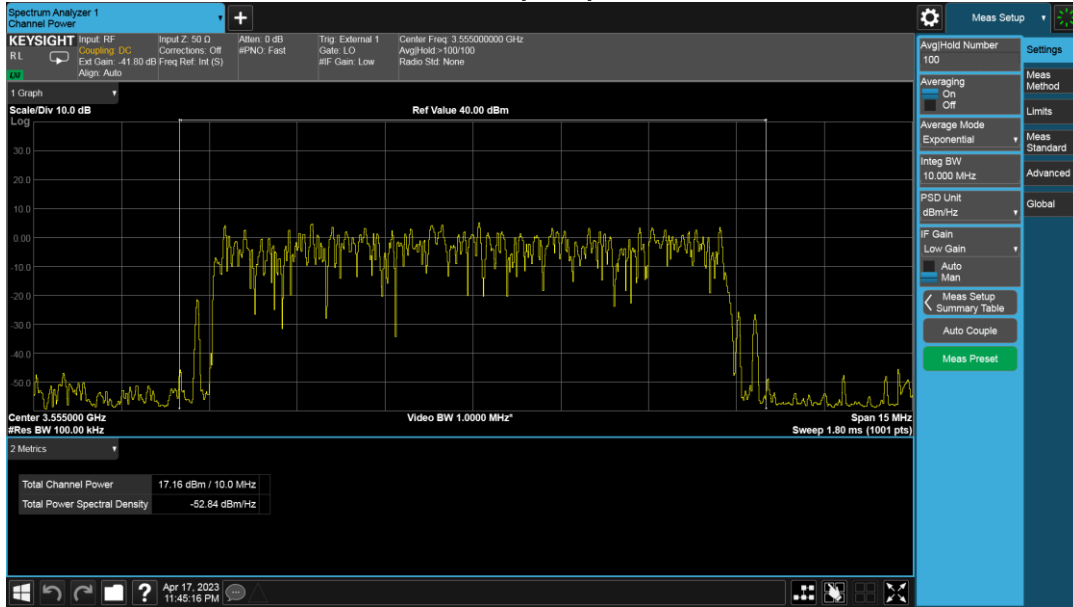 Spectrum Analyzer 1
Channel Power
Meas Setup
KEYSIGHT
RL
LXI
Input: RF
Coupling: DC
Ext Gain: -41.80 dB
Align: Auto
Input Z: 50 Ω
Corrections: Off
Freq Ref: Int (S)
Atten: 0 dB
#PNO: Fast
Trig: External 1
Gate: LO
#IF Gain: Low
Center Freq: 3.555000000 GHz
Avg|Hold:>100/100
Radio Std: None
1 Graph
Scale/Div 10.0 dB
Ref Value 40.00 dBm
Log
30.0
20.0
10.0
0.00
-10.0
-20.0
-30.0
-40.0
-50.0
Center 3.555000 GHz
Video BW 1.0000 MHz*
Span 15 MHz
#Res BW 100.00 kHz
Sweep 1.80 ms (1001 pts)
2 Metrics
Total Channel Power 17.16 dBm / 10.0 MHz
Total Power Spectral Density -52.84 dBm/Hz
Avg|Hold Number
100
Averaging
On
Off
Average Mode
Exponential
Integ BW
10.000 MHz
PSD Unit
dBm/Hz
IF Gain
Low Gain
Auto
Man
Meas Setup
Summary Table
Auto Couple
Meas Preset
Settings
Meas
Method
Limits
Meas
Standard
Advanced
Global
Apr 17, 2023
11:45:16 PM